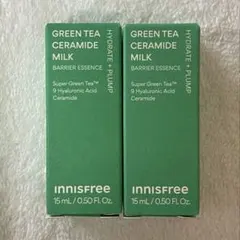 GREEN TEA
CERAMIDE
MILK
BARRIER ESSENCE
HYDRATE + PLUMP
Super Green Tea™
9 Hyaluronic Acid
Ceramide
innisfree
15 mL / 0.50 Fl. Oz.
GREEN TEA
CERAMIDE
MILK
BARRIER ESSENCE
HYDRATE + PLUMP
Super Green Tea™
9 Hyaluronic Acid
Ceramide
innisfree
15 mL / 0.50 Fl. Oz.